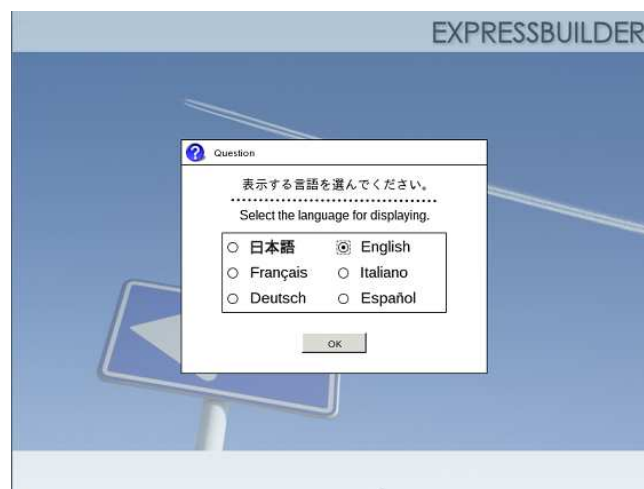 EXPRESSBUILDER
Question
表示する言語を選んでください。
Select the language for displaying.
日本語 English
Français Italiano
Deutsch Español
OK